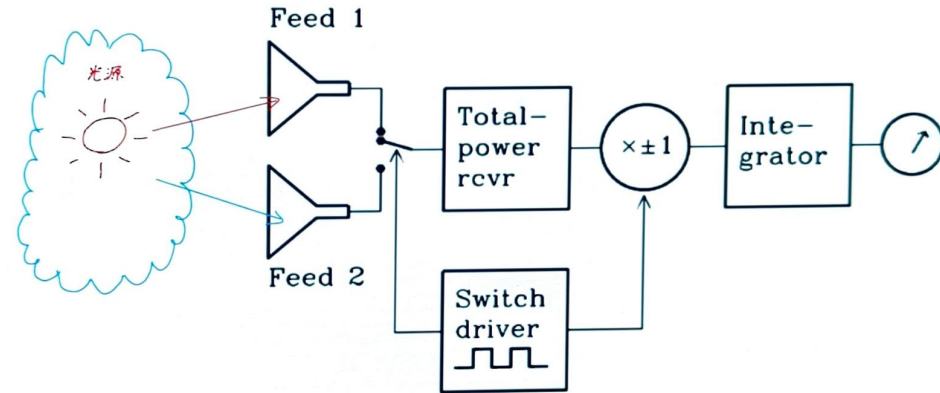 Feed 1
光源
Total-
power
rcvr
× ± 1
Inte-
grator
Feed 2
Switch
driver